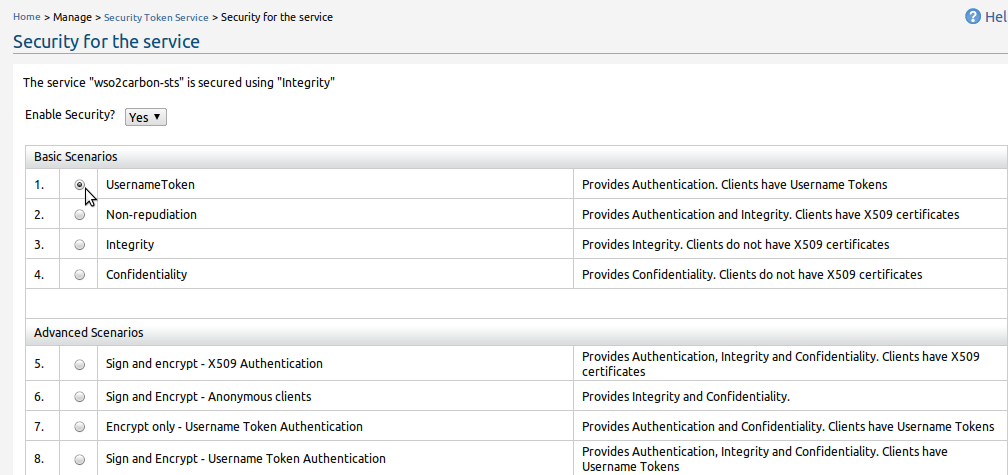 Home > Manage > Security Token Service > Security for the service
Hel
Security for the service
The service "wso2carbon-sts" is secured using "Integrity"
Enable Security? Yes ▼
Basic Scenarios
1. UsernameToken Provides Authentication. Clients have Username Tokens
2. Non-repudiation Provides Authentication and Integrity. Clients have X509 certificates
3. Integrity Provides Integrity. Clients do not have X509 certificates
4. Confidentiality Provides Confidentiality. Clients do not have X509 certificates
Advanced Scenarios
5. Sign and encrypt - X509 Authentication Provides Authentication, Integrity and Confidentiality. Clients have X509
certificates
6. Sign and Encrypt - Anonymous clients Provides Integrity and Confidentiality.
7. Encrypt only - Username Token Authentication Provides Authentication and Confidentiality. Clients have Username Tokens
8. Sign and Encrypt - Username Token Authentication Provides Authentication, Integrity and Confidentiality. Clients have
Username Tokens